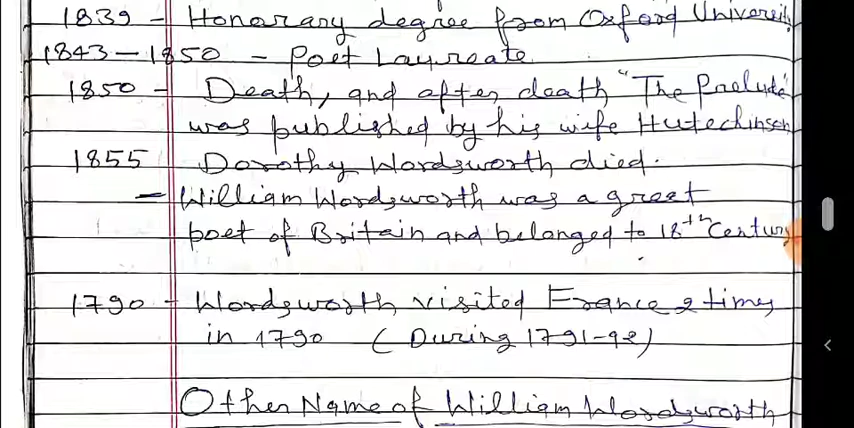 1839 - Honorary degree from Oxford University
1843-1850 - Poet Laureate
1850 - Death, and after death "The Prelude"
was published by his wife Hutechinson
1855 Dorothy Wordsworth died.
- William Wordsworth was a great
poet of Britain and belonged to 18th Century
1790 - Wordsworth visited France 2 times
in 1790 (During 1791-92)
Other Name of William Wordsworth